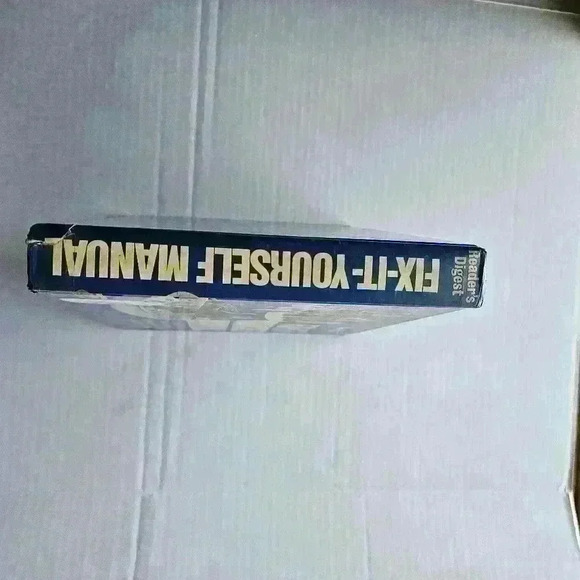 Reader's
Digest
FIX-IT-YOURSELF MANUAL